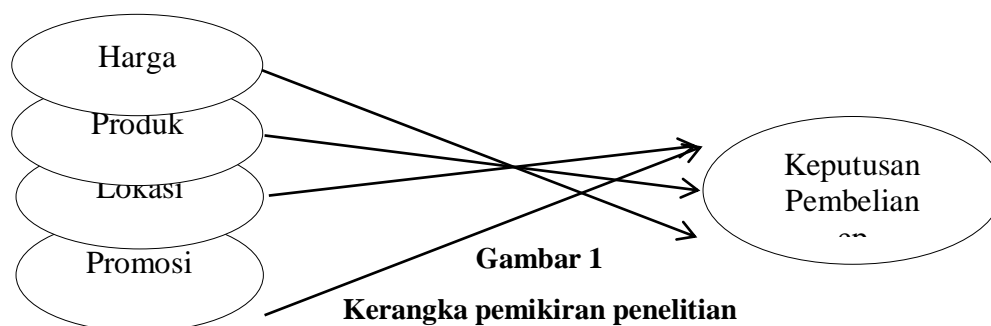 Harga
Produk
Lokasi
Promosi
Keputusan
Pembelian
Gambar 1
Kerangka pemikiran penelitian